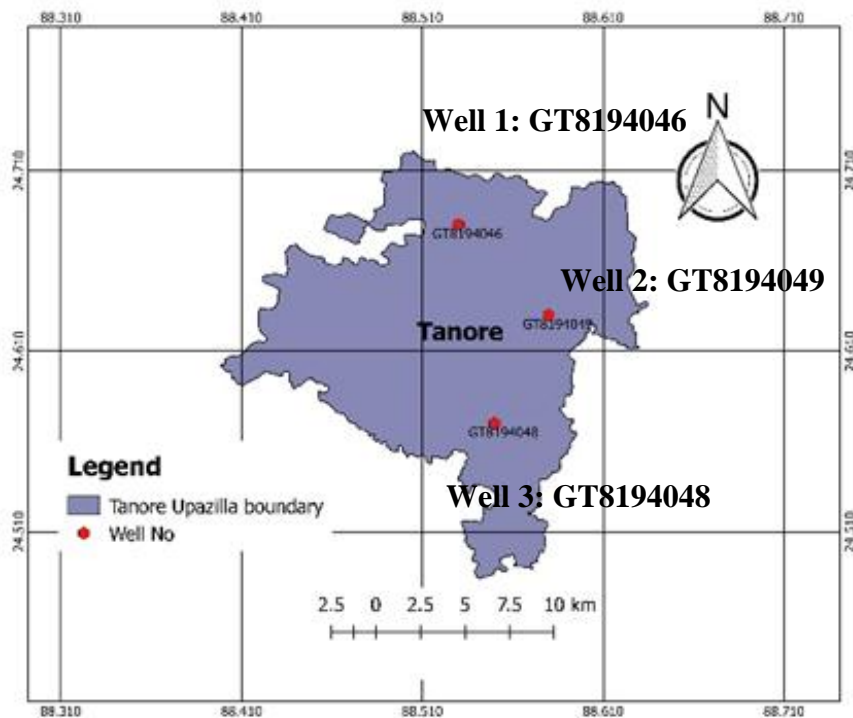 88.310 88.410 88.510 88.610 88.710
N
Well 1: GT8194046
24.710 24.710
GT8194046
Well 2: GT8194049
GT8194049
Tanore
24.610 24.610
GT8194048
Legend
Well 3: GT8194048
Tanore Upazilla boundary
24.510 24.510
Well No
2.5 0 2.5 5 7.5 10 km
88.310 88.410 88.510 88.610 88.710